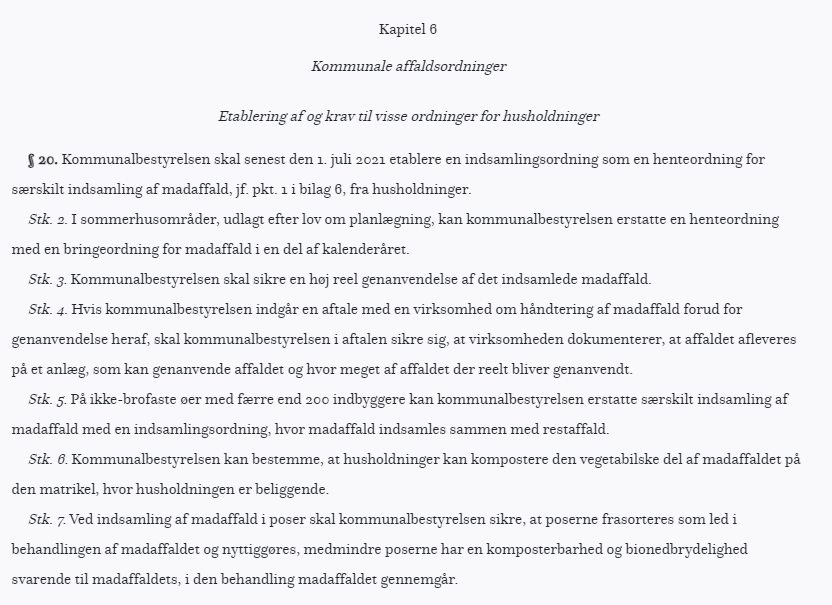 Kapitel 6
Kommunale affaldsordninger
Etablering af og krav til visse ordninger for husholdninger
§ 20. Kommunalbestyrelsen skal senest den 1. juli 2021 etablere en indsamlingsordning som en henteordning for
særskilt indsamling af madaffald, jf. pkt. 1 i bilag 6, fra husholdninger.
Stk. 2. I sommerhusområder, udlagt efter lov om planlægning, kan kommunalbestyrelsen erstatte en henteordning
med en bringeordning for madaffald i en del af kalenderåret.
Stk. 3. Kommunalbestyrelsen skal sikre en høj reel genanvendelse af det indsamlede madaffald.
Stk. 4. Hvis kommunalbestyrelsen indgår en aftale med en virksomhed om håndtering af madaffald forud for
genanvendelse heraf, skal kommunalbestyrelsen i aftalen sikre sig, at virksomheden dokumenterer, at affaldet afleveres
på et anlæg, som kan genanvende affaldet og hvor meget af affaldet der reelt bliver genanvendt.
Stk. 5. På ikke-brofaste øer med færre end 200 indbyggere kan kommunalbestyrelsen erstatte særskilt indsamling af
madaffald med en indsamlingsordning, hvor madaffald indsamles sammen med restaffald.
Stk. 6. Kommunalbestyrelsen kan bestemme, at husholdninger kan kompostere den vegetabilske del af madaffaldet på
den matrikel, hvor husholdningen er beliggende.
Stk. 7. Ved indsamling af madaffald i poser skal kommunalbestyrelsen sikre, at poserne frasorteres som led i
behandlingen af madaffaldet og nyttiggøres, medmindre poserne har en komposterbarhed og bionedbrydelighed
svarende til madaffaldets, i den behandling madaffaldet gennemgår.